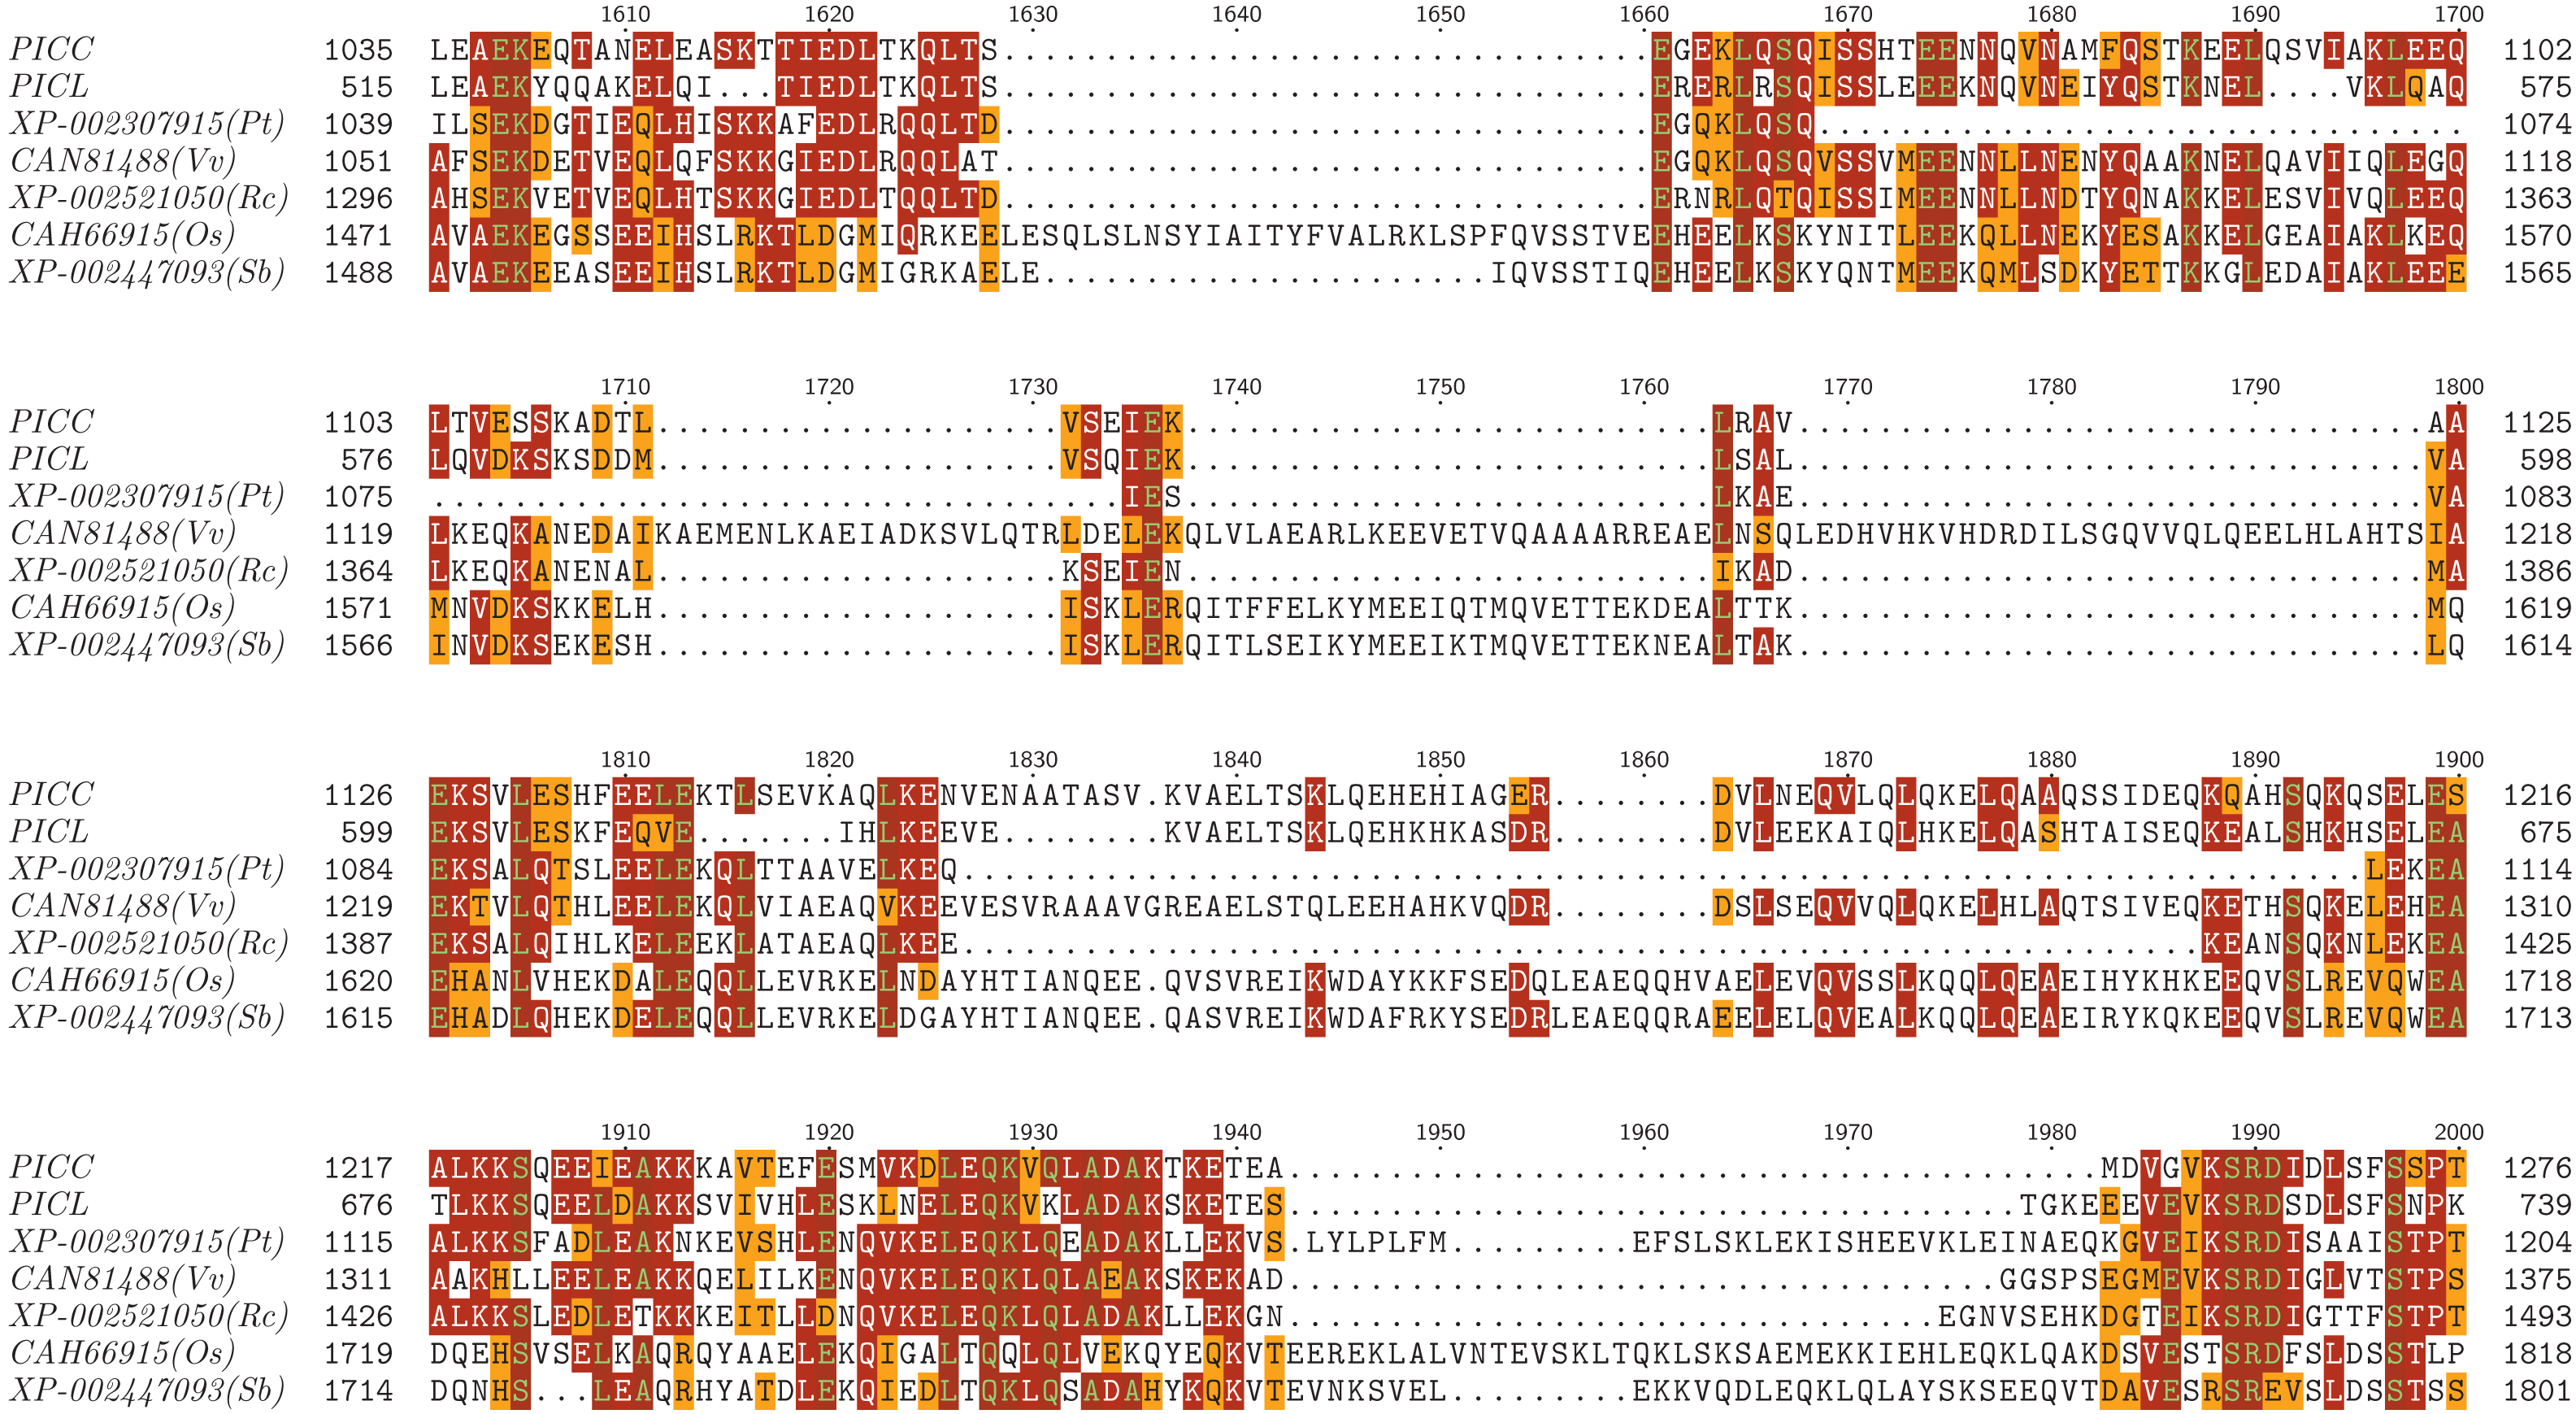 1610 1620 1630 1640 1650 1660 1670 1680 1690 1700
PICC 1035 LEAEKEQTANELEASKTTIEDLTKQLTS................................EGEKLQSQISSHTEENNQVNAMFQSTKEELQSVIAKLEEQ 1102
PICL 515 LEAEKYQQAKELQI...TIEDLTKQLTS................................ERERLRSQISSLEEEKNQVNEIYQSTKNEL....VKLQAQ 575
XP-002307915(Pt) 1039 ILSEKDGTIEQLHISKKAFEDLRQQLTD................................EGQKLQSQ................................ 1074
CAN81488(Vv) 1051 AFSEKDETVEQLQFSKKGIEDLRQQLAT................................EGQKLQSQVSSVMEENNLLNENYQAAKNELQAVIIQLEGQ 1118
XP-002521050(Rc) 1296 AHSEKVETVEQLHTSKKGIEDLTQQLTD................................ERNRLQTQISSIMEENNLLNDTYQNAKKELESVIVQLEEQ 1363
CAH66915(Os) 1471 AVAEKEGSSEEIHSLRKTLDGMIQRKEELESQLSLNSYIAITYFVALRKLSPFQVSSTVEEHEELKSKYNITLEEKQLLNEKYESAKKELGEAIAKLKEQ 1570
XP-002447093(Sb) 1488 AVAEKEEASEEIHSLRKTLDGMIGRKAELE......................IQVSSTIQEHEELKSKYQNTMEEKQMLSDKYETTKKGLEDAIAKLEEE 1565
1710 1720 1730 1740 1750 1760 1770 1780 1790 1800
PICC 1103 LTVESSKADTL....................VSEIEK..........................LRAV...............................AA 1125
PICL 576 LQVDKSKSDDM....................VSQIEK..........................LSAL...............................VA 598
XP-002307915(Pt) 1075 ..................................IES..........................LKAE...............................VA 1083
CAN81488(Vv) 1119 LKEQKANEDAIKAEMENLKAEIADKSVLQTRLDELEKQLVLAEARLKEEVETVQAAAARREAELNSQLEDHVHKVHDRDILSGQVVQLQEELHLAHTSIA 1218
XP-002521050(Rc) 1364 LKEQKANENAL....................KSEIEN..........................IKAD...............................MA 1386
CAH66915(Os) 1571 MNVDKSKKELH....................ISKLERQITFFELKYMEEIQTMQVETTEKDEALTTK...............................MQ 1619
XP-002447093(Sb) 1566 INVDKSEKESH....................ISKLERQITLSEIKYMEEIKTMQVETTEKNEALTAK...............................LQ 1614
1810 1820 1830 1840 1850 1860 1870 1880 1890 1900
PICC 1126 EKSVLESHFEELEKTLSEVKAQLKENVENAATASV.KVAELTSKLQEHEHIAGER........DVLNEQVLQLQKELQAAQSSIDEQKQAHSQKQSELES 1216
PICL 599 EKSVLESKFEQVE.......IHLKEEVE........KVAELTSKLQEHKHKASDR........DVLEEKAIQLHKELQASHTAISEQKEALSHKHSELEA 675
XP-002307915(Pt) 1084 EKSALQTSLEELEKQLTTAAVELKEQ.....................................................................LEKEA 1114
CAN81488(Vv) 1219 EKTVLQTHLEELEKQLVIAEAQVKEEVESVRAAAVGREAELSTQLEEHAHKVQDR........DSLSEQVVQLQKELHLAQTSIVEQKETHSQKELEHEA 1310
XP-002521050(Rc) 1387 EKSALQIHLKELEEKLATAEAQLKEE.............................................................KEANSQKNLEKEA 1425
CAH66915(Os) 1620 EHANLVHEKDALEQQLLEVRKELNDAYHTIANQEE.QVSVREIKWDAYKKFSEDQLEAEQQHVAELEVQVSSLKQQLQEAEIHYKHKEEQVSLREVQWEA 1718
XP-002447093(Sb) 1615 EHADLQHEKDELEQQLLEVRKELDGAYHTIANQEE.QASVREIKWDAFRKYSEDRLEAEQQRAEELELQVEALKQQLQEAEIRYKQKEEQVSLREVQWEA 1713
1910 1920 1930 1940 1950 1960 1970 1980 1990 2000
PICC 1217 ALKKSQEEIEAKKKAVTEFESMVKDLEQKVQLADAKTKETEA........................................MDVGVKSRDIDLSFSSPT 1276
PICL 676 TLKKSQEELDAKKSVIVHLESKLNELEQKVKLADAKSKETES....................................TGKEEEVEVKSRDSDLSFSNPK 739
XP-002307915(Pt) 1115 ALKKSFADLEAKNKEVSHLENQVKELEQKLQEADAKLLEKVS.LYLPLFM.........EFSLSKLEKISHEEVKLEINAEQKGVEIKSRDISAAISTPT 1204
CAN81488(Vv) 1311 AAKHLLEELEAKKQELILKENQVKELEQKLQLAEAKSKEKAD...................................GGSPSEGMEVKSRDIGLVTSTPS 1375
XP-002521050(Rc) 1426 ALKKSLEDLETKKKEITLLDNQVKELEQKLQLADAKLLEKGN................................EGNVSEHKDGTEIKSRDIGTTFSTPT 1493
CAH66915(Os) 1719 DQEHSVSELKAQRQYAAELEKQIGALTQQLQLVEKQYEQKVTEEREKLALVNTEVSKLTQKLSKSAEMEKKIEHLEQKLQAKDSVESTSRDFSLDSSTLP 1818
XP-002447093(Sb) 1714 DQNHS...LEAQRHYATDLEKQIEDLTQKLQSADAHYKQKVTEVNKSVEL.........EKKVQDLEQKLQLAYSKSEEQVTDAVESRSREVSLDSSTSS 1801